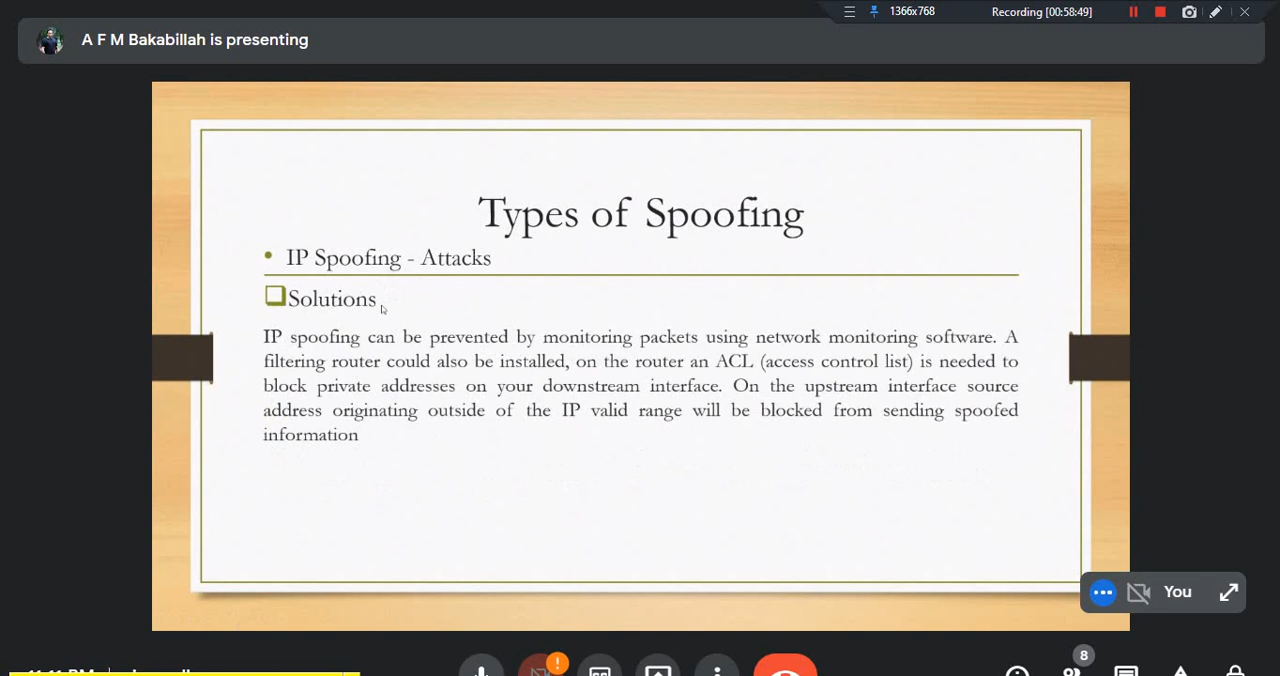 1366x768
Recording [00:58:49]
A F M Bakabillah is presenting
Types of Spoofing
• IP Spoofing - Attacks
❑Solutions
IP spoofing can be prevented by monitoring packets using network monitoring software. A
filtering router could also be installed, on the router an ACL (access control list) is needed to
block private addresses on your downstream interface. On the upstream interface source
address originating outside of the IP valid range will be blocked from sending spoofed
information
You
8